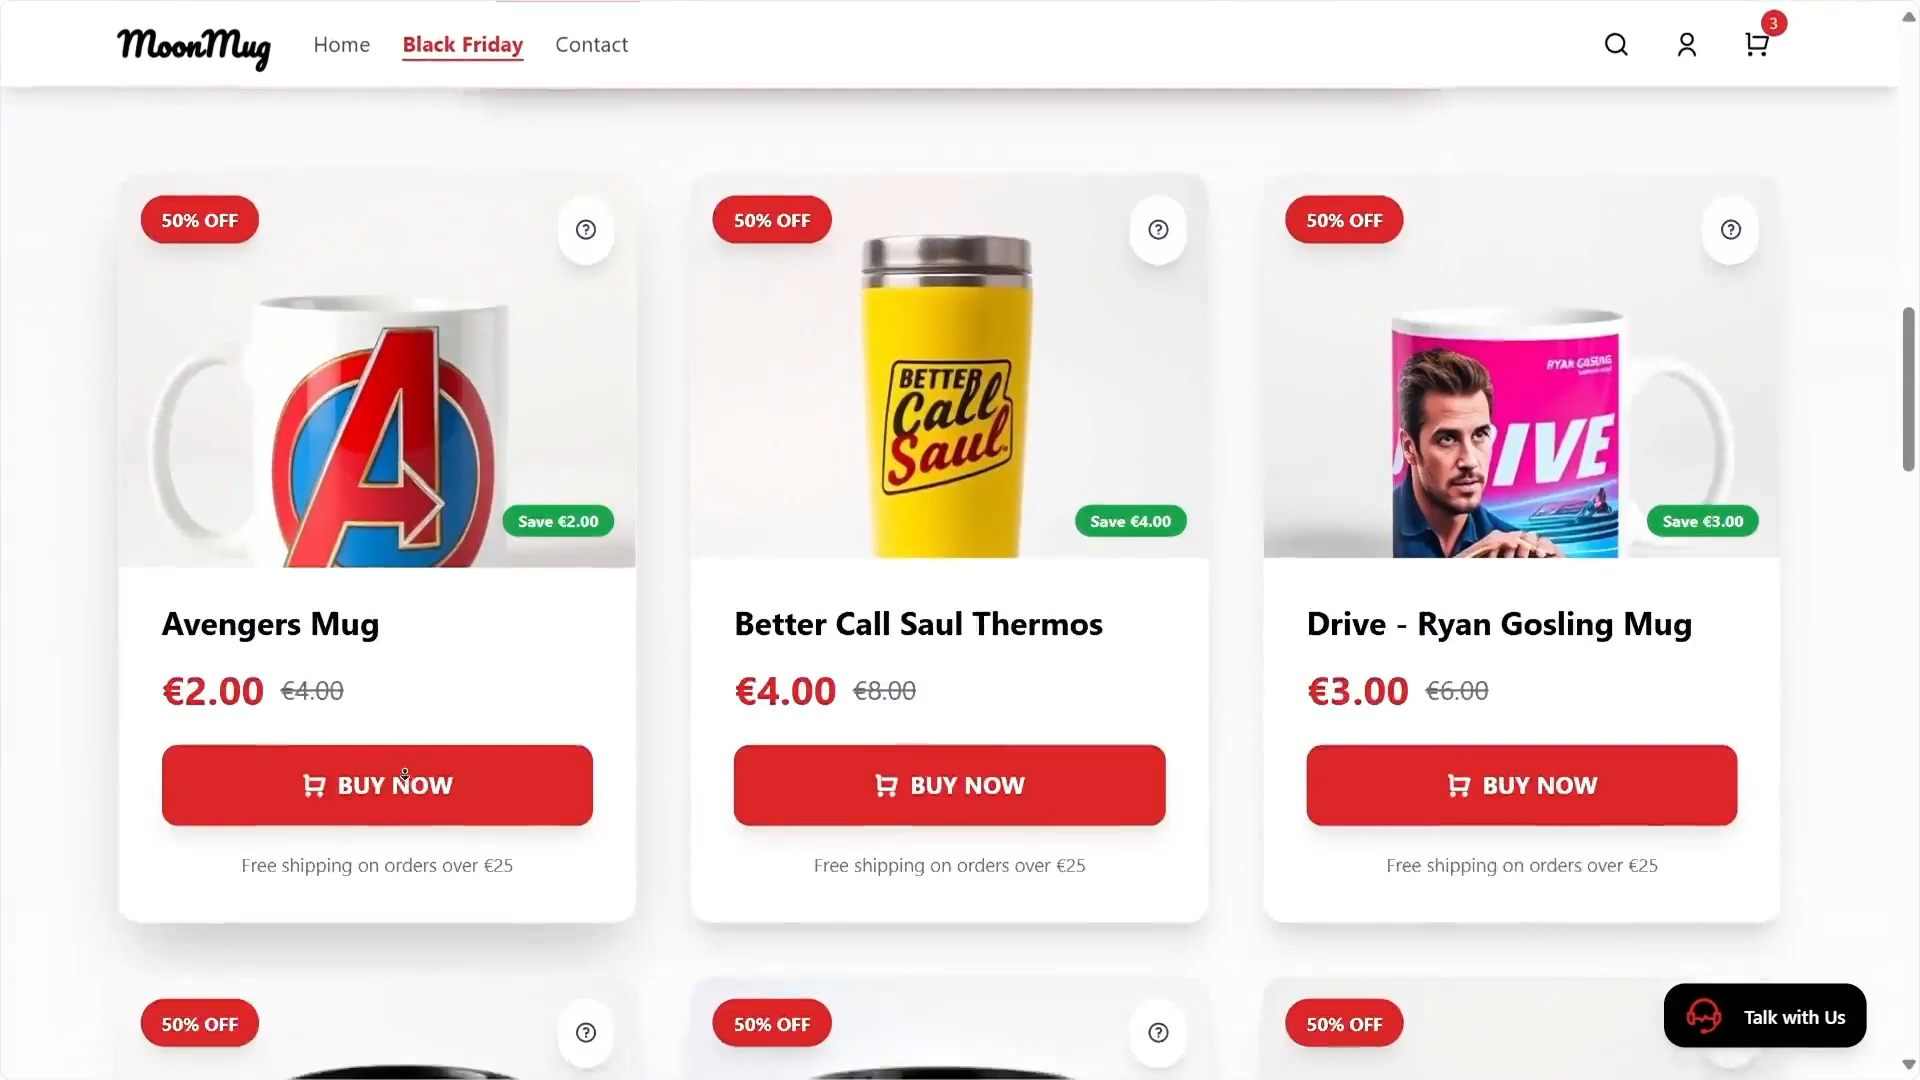 MoonMug
Home
Black Friday
Contact
3
50% OFF
50% OFF
50% OFF
BETTER
Call
Saul
RYAN GOSLING
IVE
Save €2.00
Save €4.00
Save €3.00
Avengers Mug
Better Call Saul Thermos
Drive - Ryan Gosling Mug
€2.00 €4.00
€4.00 €8.00
€3.00 €6.00
BUY NOW
BUY NOW
BUY NOW
Free shipping on orders over €25
Free shipping on orders over €25
Free shipping on orders over €25
50% OFF
50% OFF
50% OFF
Talk with Us